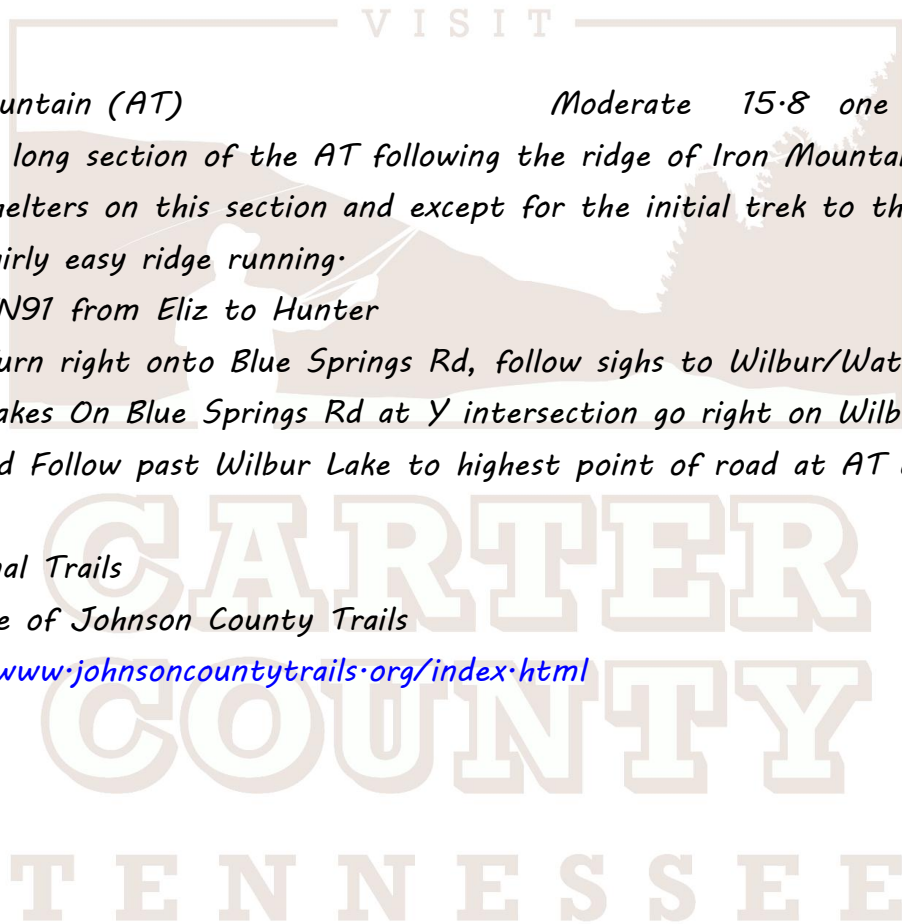 VISIT
untain (AT) Moderate 15.8 one
long section of the AT following the ridge of Iron Mounta
elters on this section and except for the initial trek to th
irly easy ridge running.
N91 from Eliz to Hunter
urn right onto Blue Springs Rd, follow sighs to Wilbur/Wat
akes On Blue Springs Rd at Y intersection go right on Wilb
d Follow past Wilbur Lake to highest point of road at AT
CARTER
al Trails
e of Johnson County Trails
www.johnsoncountytrails.org/index.html
COUNTY
TENNESSEE